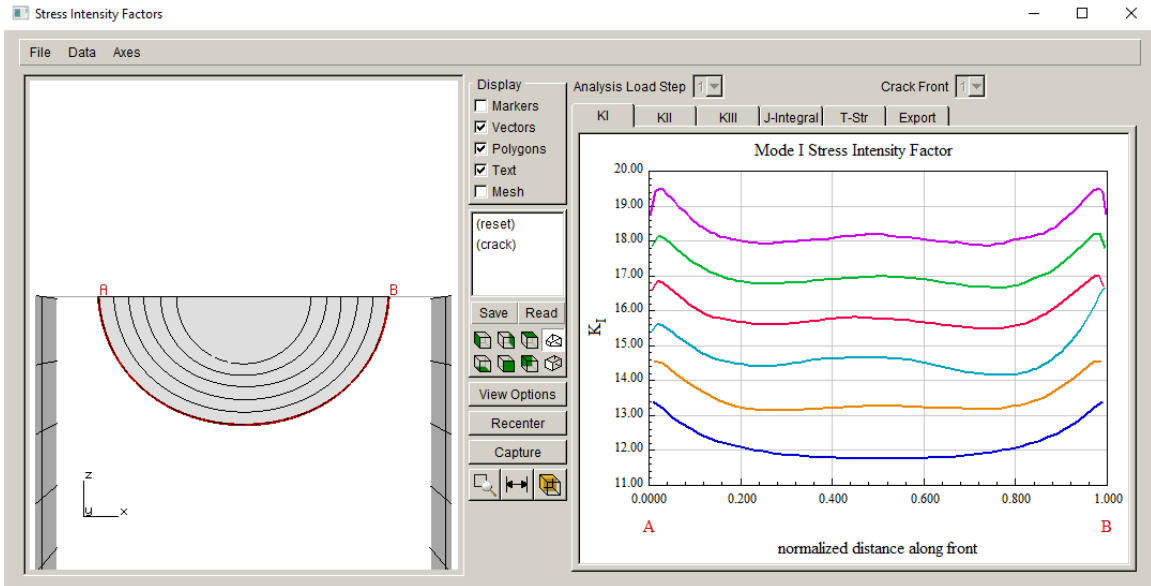 Stress Intensity Factors
File Data Axes
A B
z
y x
Display
Markers
Vectors
Polygons
Text
Mesh
(reset)
(crack)
Save Read
View Options
Recenter
Capture
Analysis Load Step 1 Crack Front 1
KI KII KIII J-Integral T-Str Export
Mode I Stress Intensity Factor
20.00
19.00
18.00
17.00
16.00
15.00
14.00
13.00
12.00
11.00
KI
0.0000 0.200 0.400 0.600 0.800 1.000
A B
normalized distance along front